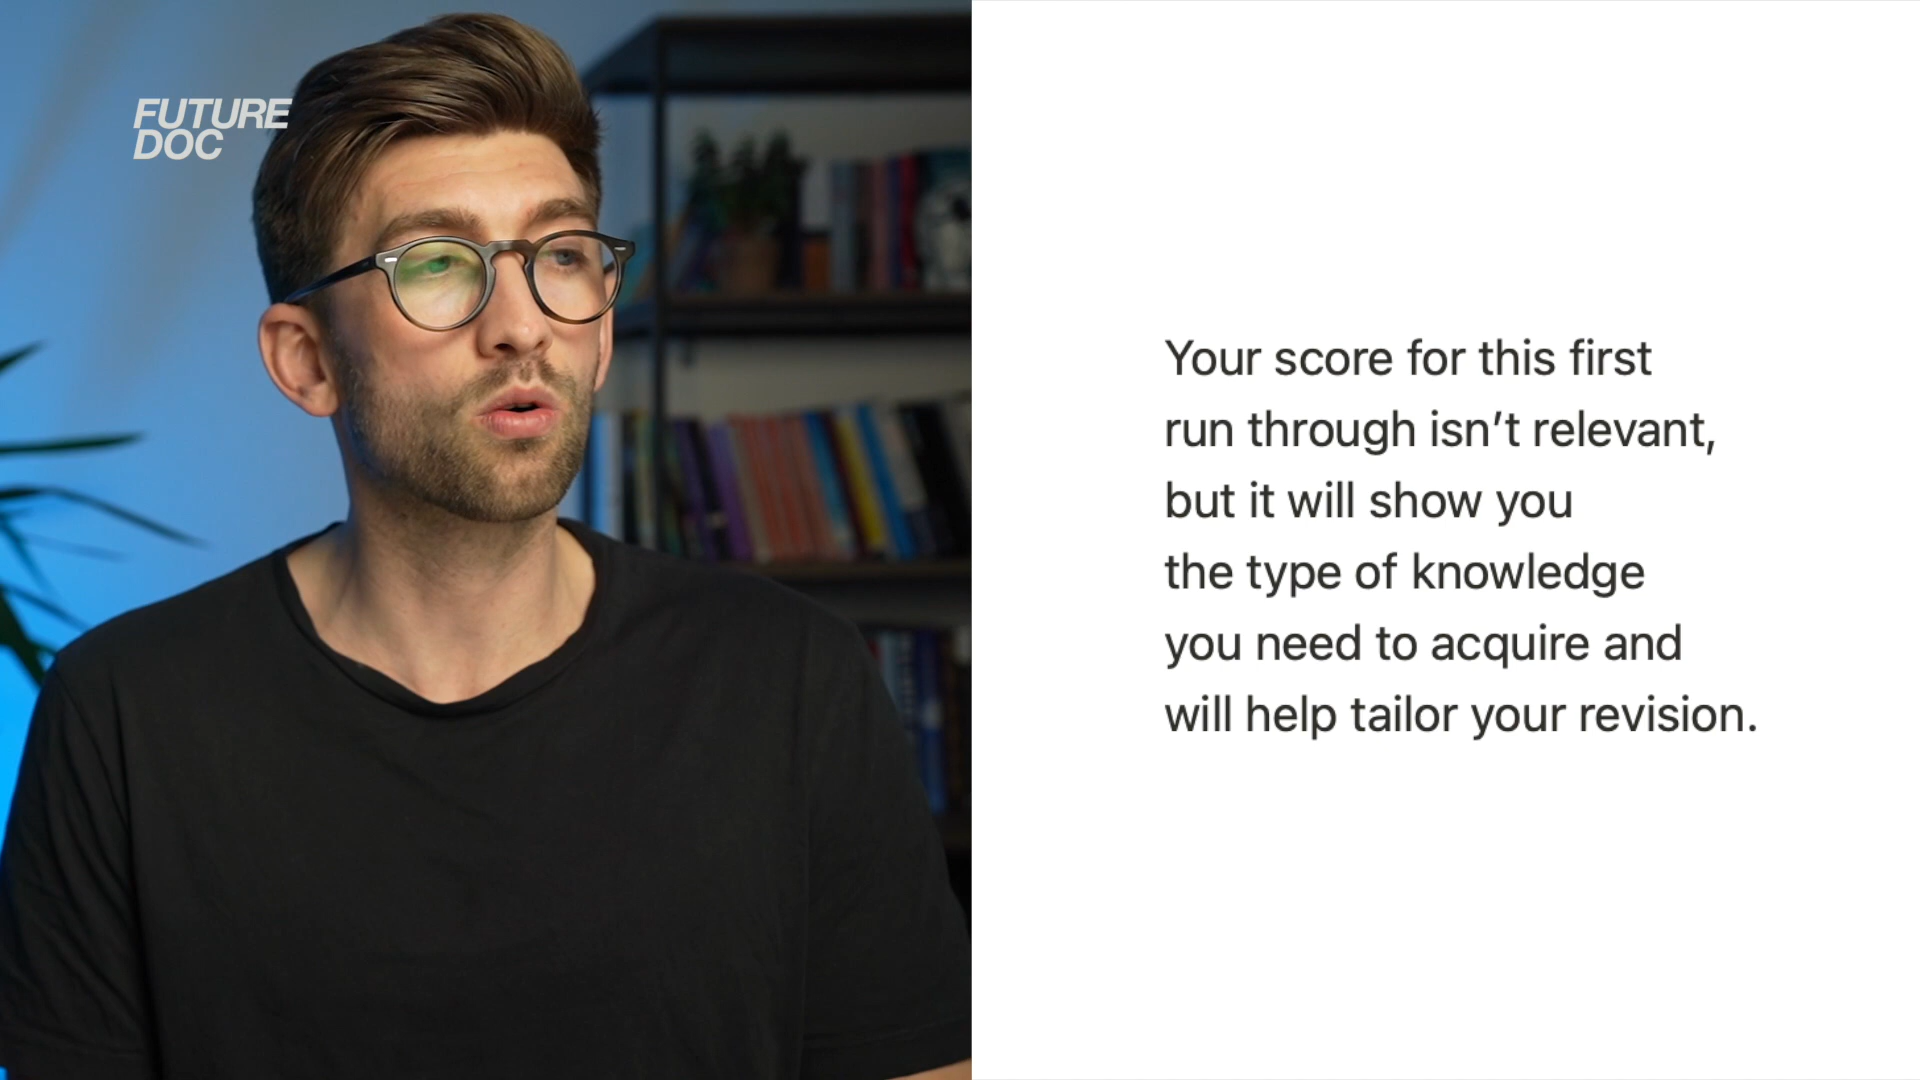 FUTURE
DOC
Your score for this first
run through isn’t relevant,
but it will show you
the type of knowledge
you need to acquire and
will help tailor your revision.